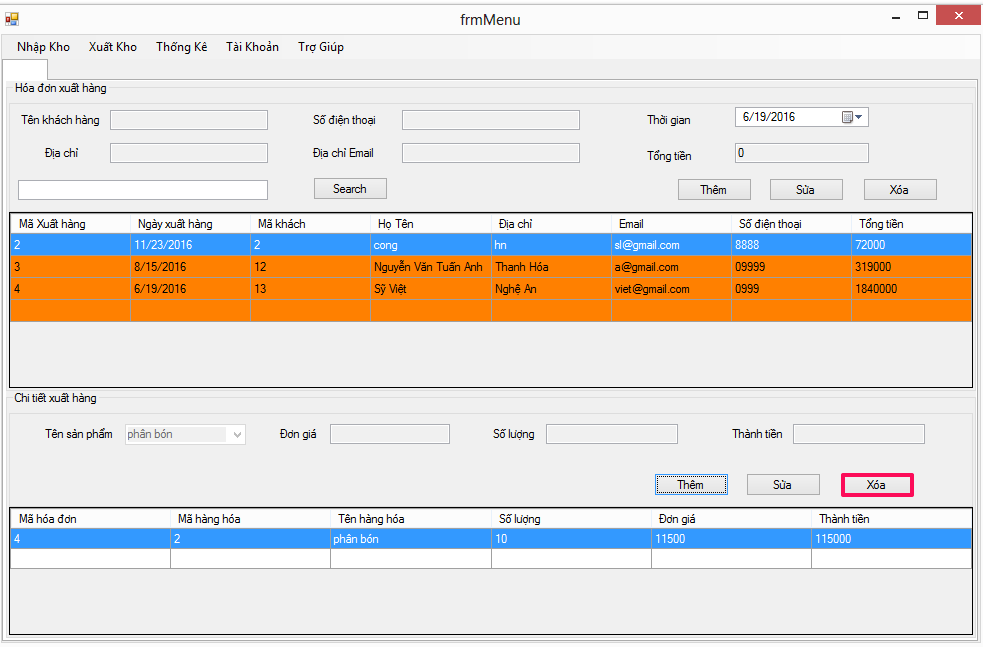 frmMenu
Nhập Kho Xuất Kho Thống Kê Tài Khoản Trợ Giúp
Hóa đơn xuất hàng
Tên khách hàng Số điện thoại Thời gian 6/19/2016
Địa chỉ Địa chỉ Email Tổng tiền 0
Search Thêm Sửa Xóa
Mã Xuất hàng Ngày xuất hàng Mã khách Họ Tên Địa chỉ Email Số điện thoại Tổng tiền
2 11/23/2016 2 cong hn sl@gmail.com 8888 72000
3 8/15/2016 12 Nguyễn Văn Tuấn Anh Thanh Hóa a@gmail.com 09999 319000
4 6/19/2016 13 Sỹ Việt Nghệ An viet@gmail.com 0999 1840000
Chi tiết xuất hàng
Tên sản phẩm phân bón Đơn giá Số lượng Thành tiền
Thêm Sửa Xóa
Mã hóa đơn Mã hàng hóa Tên hàng hóa Số lượng Đơn giá Thành tiền
4 2 phân bón 10 11500 115000